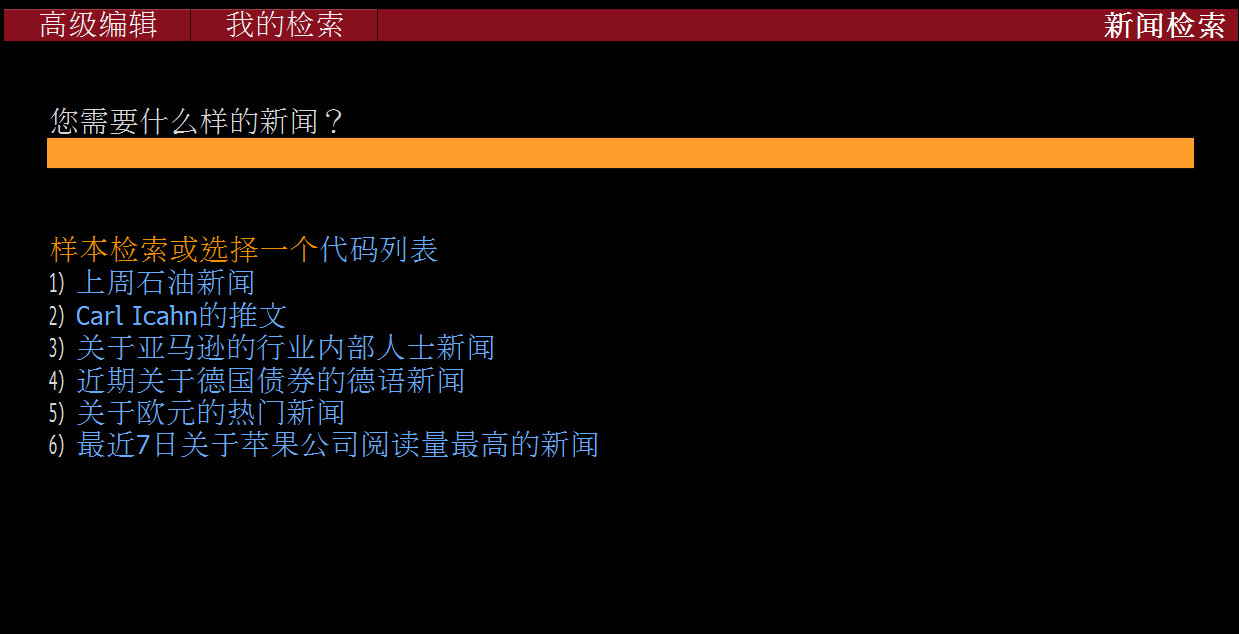 高级编辑 我的检索 新闻检索
您需要什么样的新闻？
样本检索或选择一个代码列表
1) 上周石油新闻
2) Carl Icahn的推文
3) 关于亚马逊的行业内部人士新闻
4) 近期关于德国债券的德语新闻
5) 关于欧元的热门新闻
6) 最近7日关于苹果公司阅读量最高的新闻